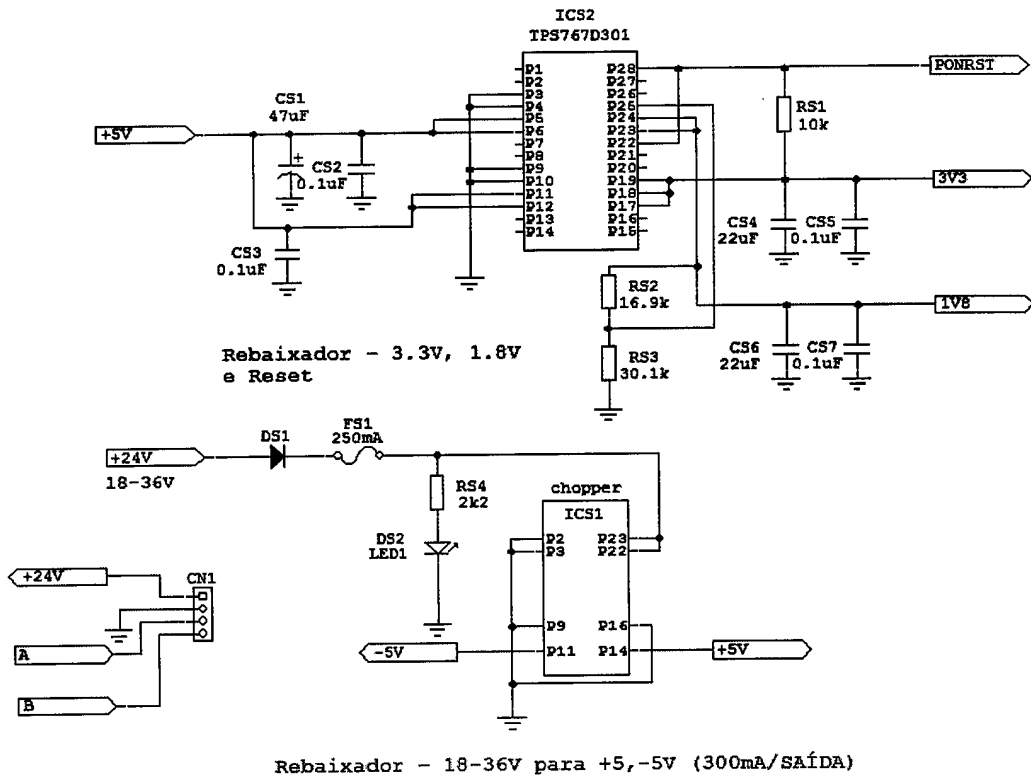 ICS2
TPS767D301
P1
P2
P3
P4
P5
P6
P7
P8
P9
P10
P11
P12
P13
P14
P28
P27
P26
P25
P24
P23
P22
P21
P20
P19
P18
P17
P16
P15
PONRST
RS1
10k
CS1
47uF
+5V
+
CS2
0.1uF
CS3
0.1uF
3V3
CS4
22uF
CS5
0.1uF
RS2
16.9k
1V8
RS3
30.1k
CS6
22uF
CS7
0.1uF
Rebaixador - 3.3V, 1.8V
e Reset
+24V
18-36V
DS1
FS1
250mA
RS4
2k2
DS2
LED1
chopper
ICS1
P2
P3
P9
P11
P23
P22
P16
P14
-5V
+5V
+24V
CN1
A
B
Rebaixador - 18-36V para +5,-5V (300mA/SAÍDA)